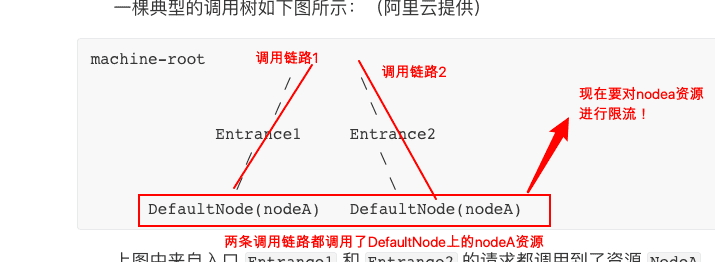 一棵典型的调用树如下图所示：（阿里云提供）
machine-root
调用链路1
调用链路2
现在要对nodea资源
进行限流！
/ \
/ \
Entrance1 Entrance2
/ \
/ \
DefaultNode(nodeA) DefaultNode(nodeA)
两条调用链路都调用了DefaultNode上的nodeA资源
上图中来自入口 Entrance1 和 Entrance2 的请求都调用到了资源 NodeA